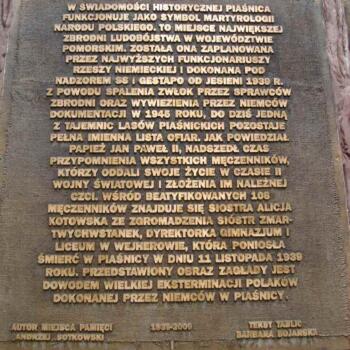 W ŚWIADOMOŚCI HISTORYCZNEJ PIAŚNICA
FUNKCJONUJE JAKO SYMBOL MARTYROLOGII
NARODU POLSKIEGO. TO MIEJSCE NAJWIĘKSZEJ
ZBRODNI LUDOBÓJSTWA W WOJEWÓDZTWIE
POMORSKIM. ZOSTAŁA ONA ZAPLANOWANA
PRZEZ NAJWYŻSZYCH FUNKCJONARIUSZY
RZESZY NIEMIECKIEJ I DOKONANA POD
NADZOREM SS I GESTAPO OD JESIENI 1939 R.
Z POWODU SPALENIA ZWŁOK PRZEZ SPRAWCÓW
ZBRODNI ORAZ WYWIEZIENIA PRZEZ NIEMCÓW
DOKUMENTACJI W 1945 ROKU, DO DZIŚ JEDNĄ
Z TAJEMNIC LASÓW PIAŚNICKICH POZOSTAJE
PEŁNA IMIENNA LISTA OFIAR. JAK POWIEDZIAŁ
PAPIEŻ JAN PAWEŁ II, NADSZEDŁ CZAS
PRZYPOMNIENIA WSZYSTKICH MĘCZENNIKÓW,
KTÓRZY ODDALI SWOJE ŻYCIE W CZASIE II
WOJNY ŚWIATOWEJ I ZŁOŻENIA IM NALEŻNEJ
CZCI. WŚRÓD BEATYFIKOWANYCH 108
MĘCZENNIKÓW ZNAJDUJE SIĘ SIOSTRA ALICJA
KOTOWSKA ZE ZGROMADZENIA SIÓSTR ZMAR-
TWYCHWSTANEK, DYREKTORKA GIMNAZJUM I
LICEUM W WEJHEROWIE, KTÓRA PONIOSŁA
ŚMIERĆ W PIAŚNICY W DNIU 11 LISTOPADA 1939
ROKU. PRZEDSTAWIONY OBRAZ ZAGŁADY JEST
DOWODEM WIELKIEJ EKSTERMINACJI POLAKÓW
DOKONANEJ PRZEZ NIEMCÓW W PIAŚNICY.
AUTOR MIEJSCA PAMIĘCI 1939-2009 TEKST TABLIC
ANDRZEJ SOTKOWSKI BARBARA BOJARSKA